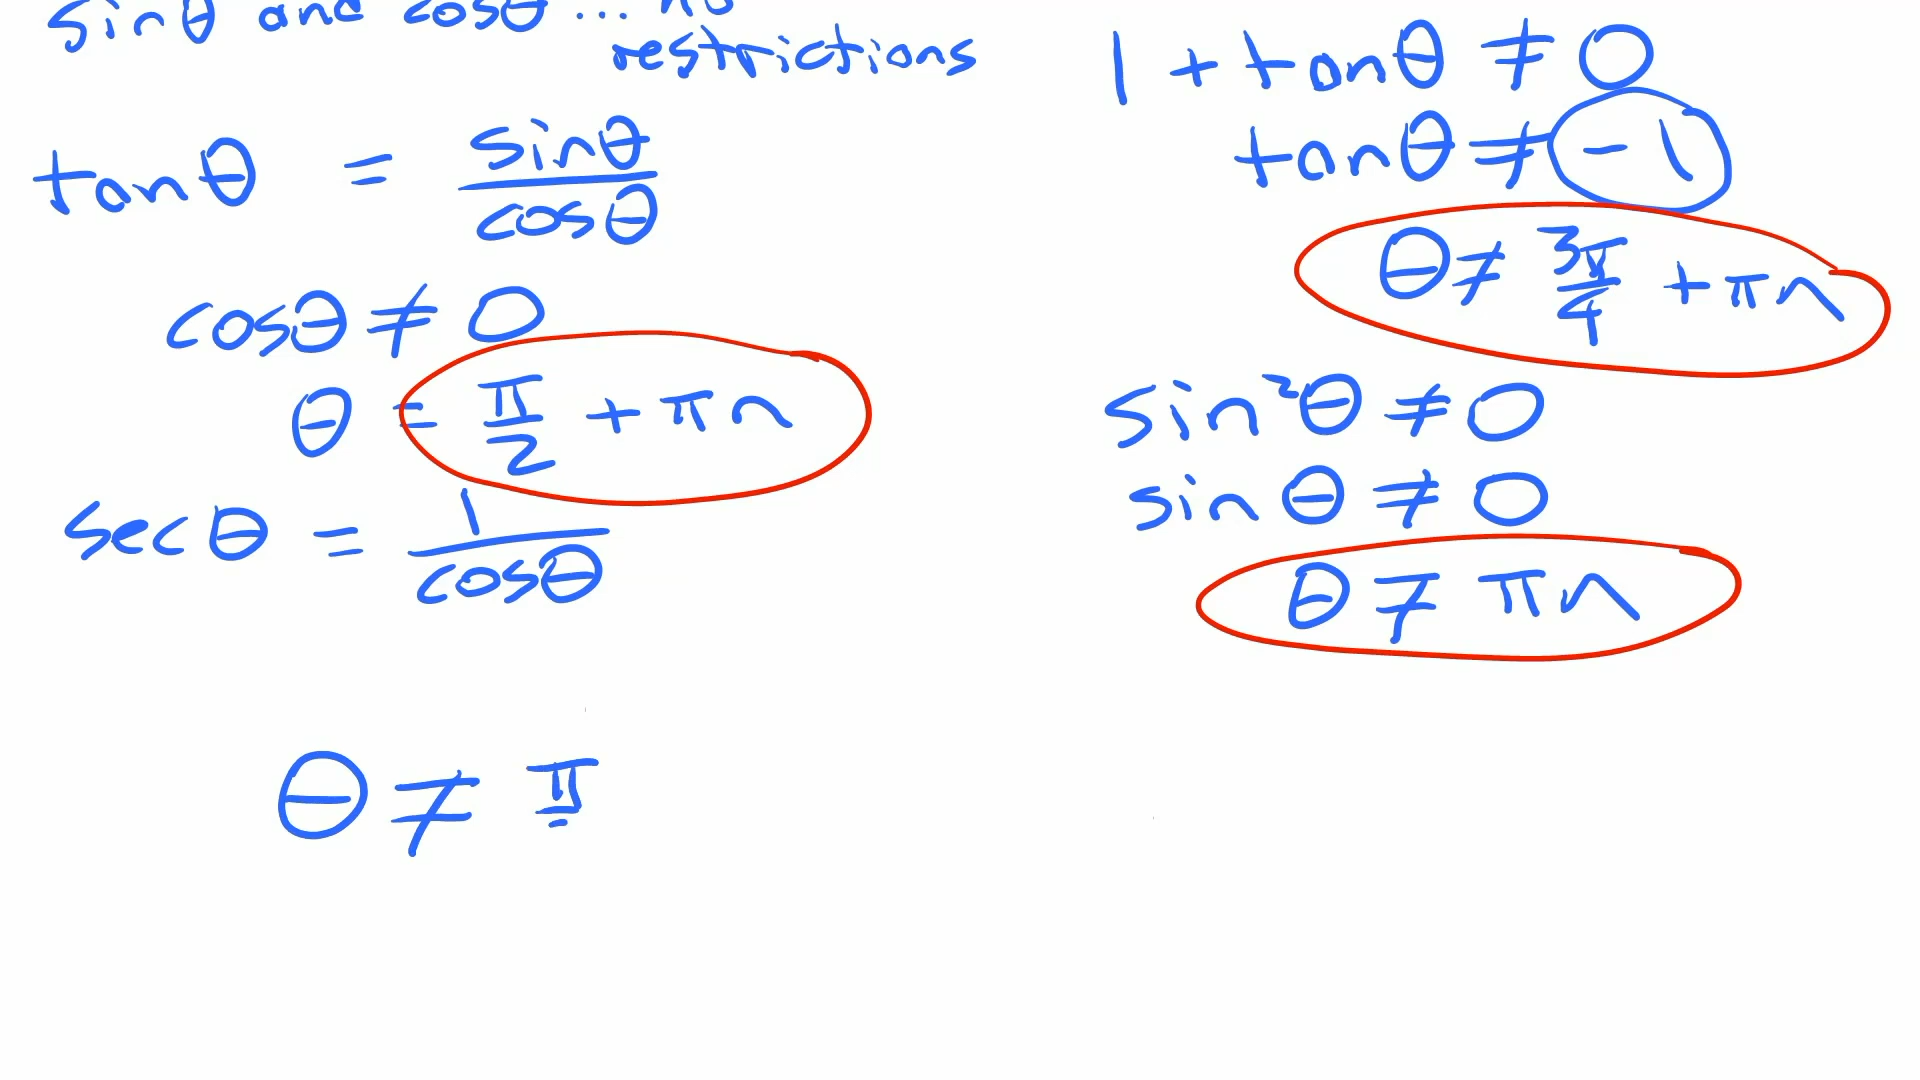 sinθ and cosθ ... no
restrictions
tanθ = sinθ/cosθ
cosθ ≠ 0
θ = π/2 + πn
secθ = 1/cosθ
θ ≠ π
1 + tanθ ≠ 0
tanθ ≠ -1
θ ≠ 3π/4 + πn
sin²θ ≠ 0
sinθ ≠ 0
θ ≠ πn